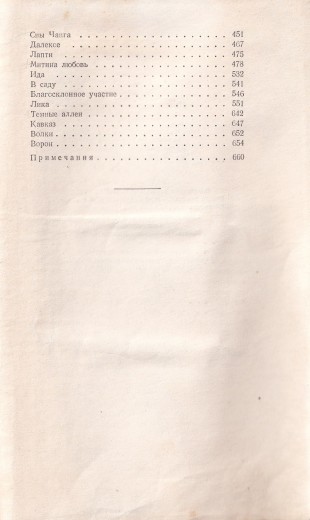 Сны Чанга . . . . . . . . . . . . . . . . . 451
Далекое . . . . . . . . . . . . . . . . . . 467
Лапти . . . . . . . . . . . . . . . . . . . 475
Митина любовь . . . . . . . . . . . . . . . 478
Ида . . . . . . . . . . . . . . . . . . . . 532
В саду . . . . . . . . . . . . . . . . . . 541
Благосклонное участие . . . . . . . . . . . 546
Лика . . . . . . . . . . . . . . . . . . . 551
Темные аллеи . . . . . . . . . . . . . . . 642
Кавказ . . . . . . . . . . . . . . . . . . 647
Волки . . . . . . . . . . . . . . . . . . . 652
Ворон . . . . . . . . . . . . . . . . . . . 654
Примечания . . . . . . . . . . . . . . . . 660